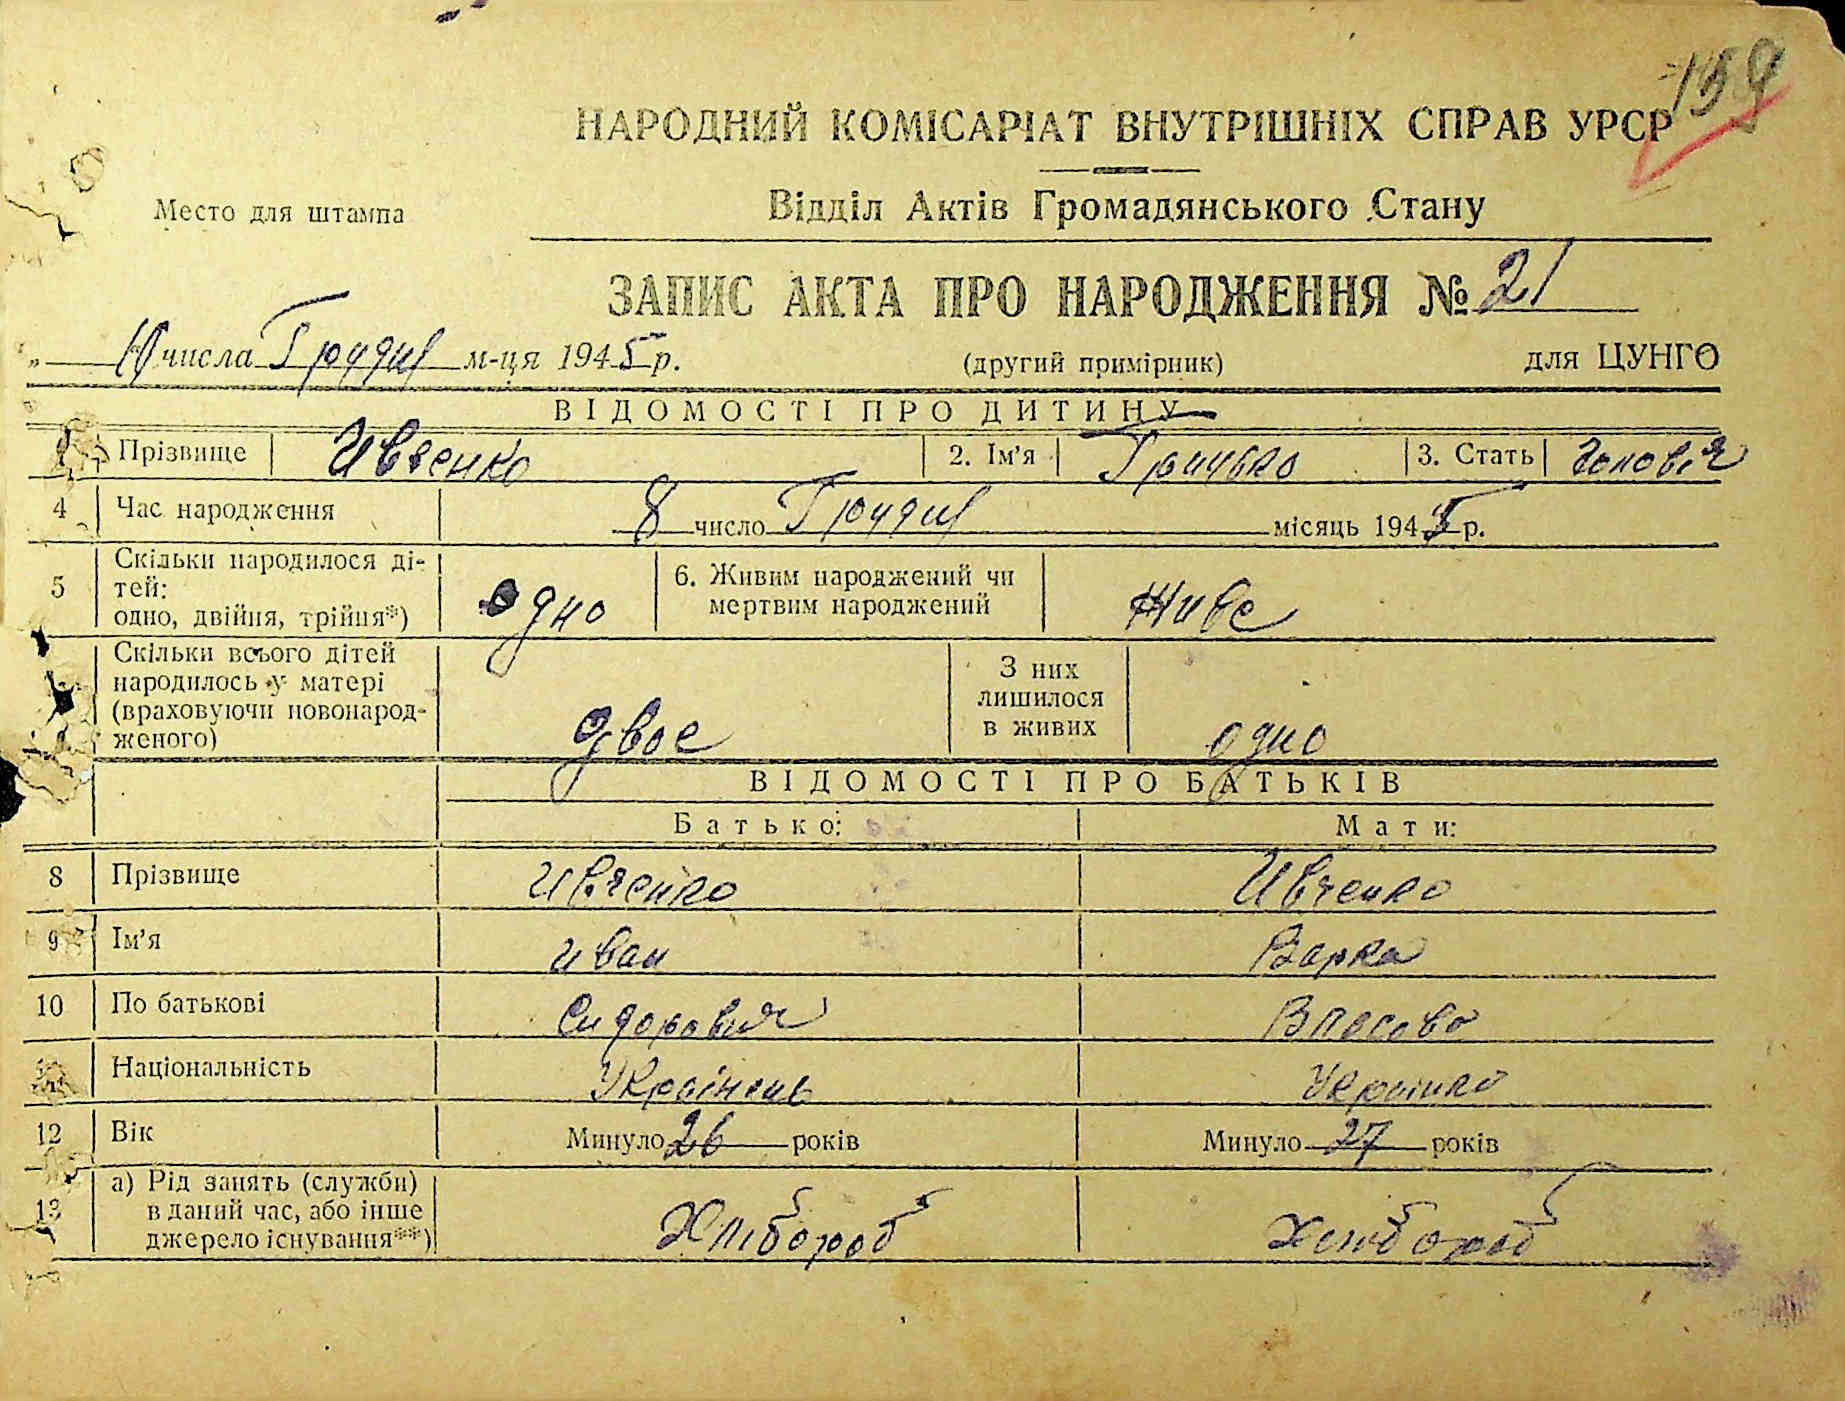 159
НАРОДНИЙ КОМІСАРІАТ ВНУТРІШНІХ СПРАВ УРСР
Место для штампа
Відділ Актів Громадянського Стану
ЗАПИС АКТА ПРО НАРОДЖЕННЯ № 21
„ 10 числа Грудня м-ця 1945 р. (другий примірник) для ЦУНГО
ВІДОМОСТІ ПРО ДИТИНУ
Прізвище Ивченко 2. Ім'я Грицько 3. Стать чолович
4 Час народження 8 число Грудня місяць 1945 р.
5 Скільки народилося ді-
тей:
одно, двійня, трійня*) Одно 6. Живим народжений чи
мертвим народжений Живе
Скільки всього дітей
народилось у матері
(враховуючи новонарод-
женого) двоє З них
лишилося
в живих одно
ВІДОМОСТІ ПРО БАТЬКІВ
Батько: Мати:
8 Прізвище Ивченко Ивченко
9 Ім'я Иван Варка
10 По батькові Сидорович Власова
Національність Українець Українка
12 Вік Минуло 26 років Минуло 27 років
13 а) Рід занять (служби)
в даний час, або інше
джерело існування**) Хлібороб Хлібороб